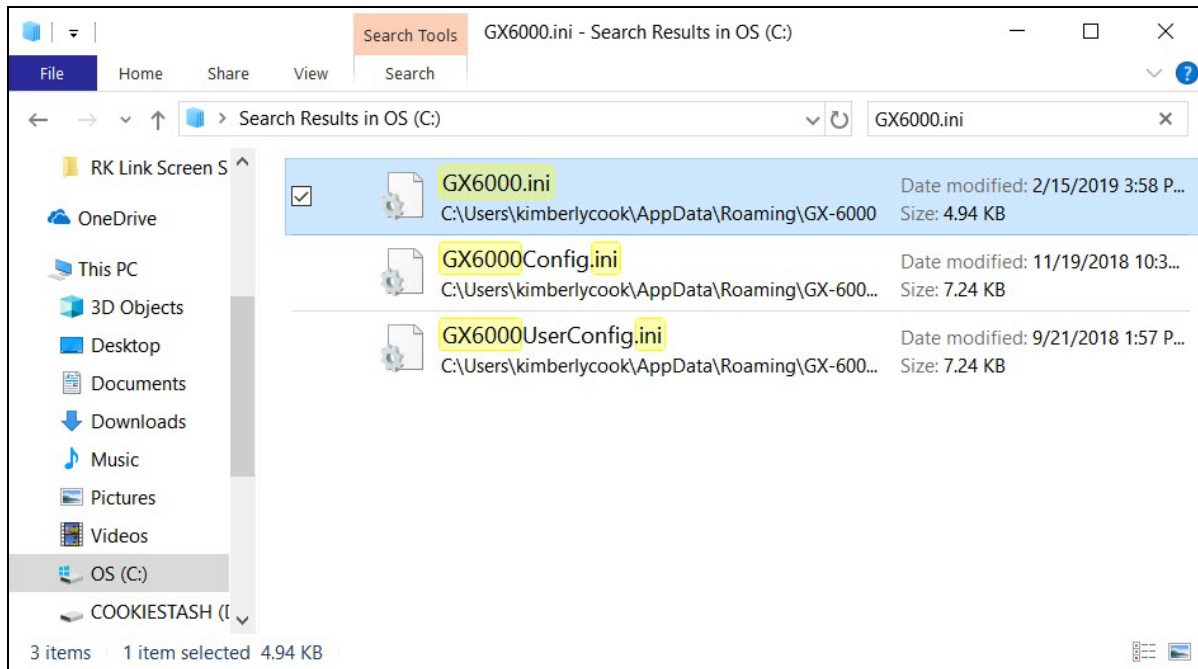 Search Tools
GX6000.ini - Search Results in OS (C:)
File Home Share View Search
Search Results in OS (C:)
GX6000.ini
RK Link Screen S
OneDrive
This PC
3D Objects
Desktop
Documents
Downloads
Music
Pictures
Videos
OS (C:)
COOKIESTASH (D
GX6000.ini
Date modified: 2/15/2019 3:58 P...
C:\Users\kimberlycook\AppData\Roaming\GX-6000
Size: 4.94 KB
GX6000Config.ini
Date modified: 11/19/2018 10:3...
C:\Users\kimberlycook\AppData\Roaming\GX-600...
Size: 7.24 KB
GX6000UserConfig.ini
Date modified: 9/21/2018 1:57 P...
C:\Users\kimberlycook\AppData\Roaming\GX-600...
Size: 7.24 KB
3 items 1 item selected 4.94 KB